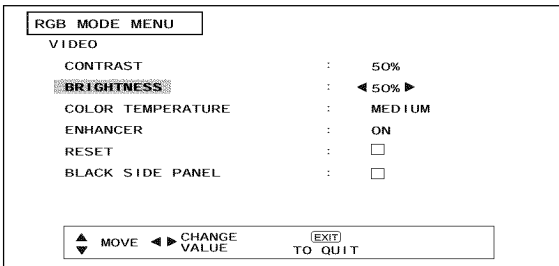 RGB MODE MENU
VIDEO
CONTRAST : 50%
BRIGHTNESS : ◀ 50% ▶
COLOR TEMPERATURE : MEDIUM
ENHANCER : ON
RESET : □
BLACK SIDE PANEL : □
▲▼ MOVE ◀ ▶ CHANGE VALUE EXIT TO QUIT